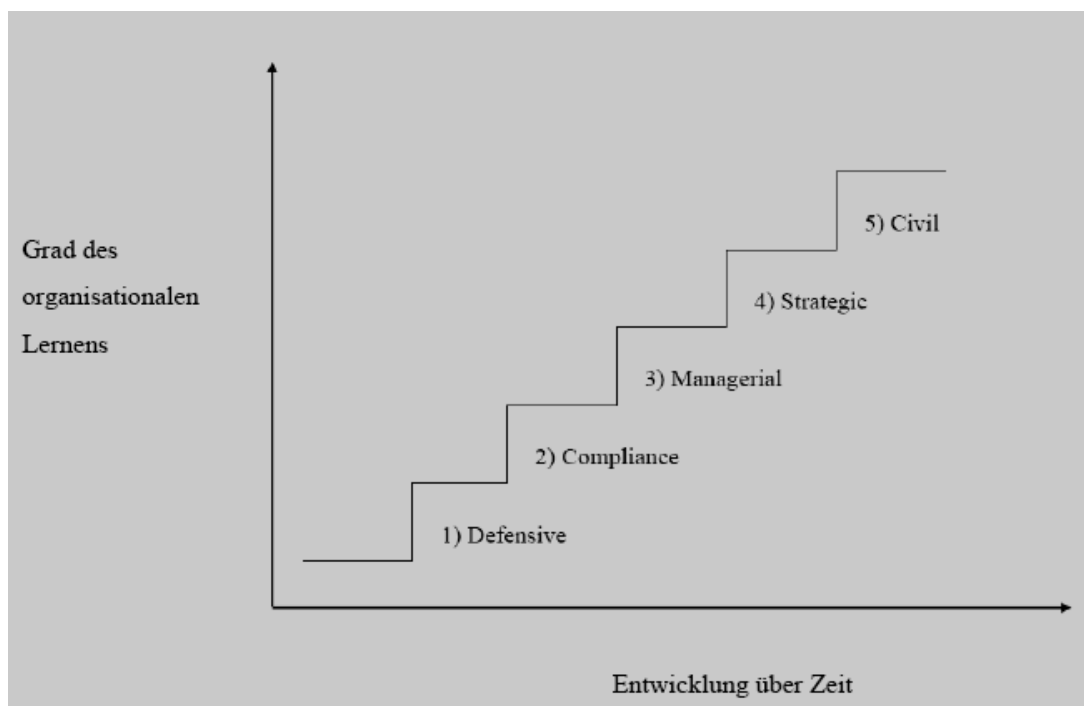 5) Civil
Grad des
organisationalen
Lernens
4) Strategic
3) Managerial
2) Compliance
1) Defensive
Entwicklung über Zeit